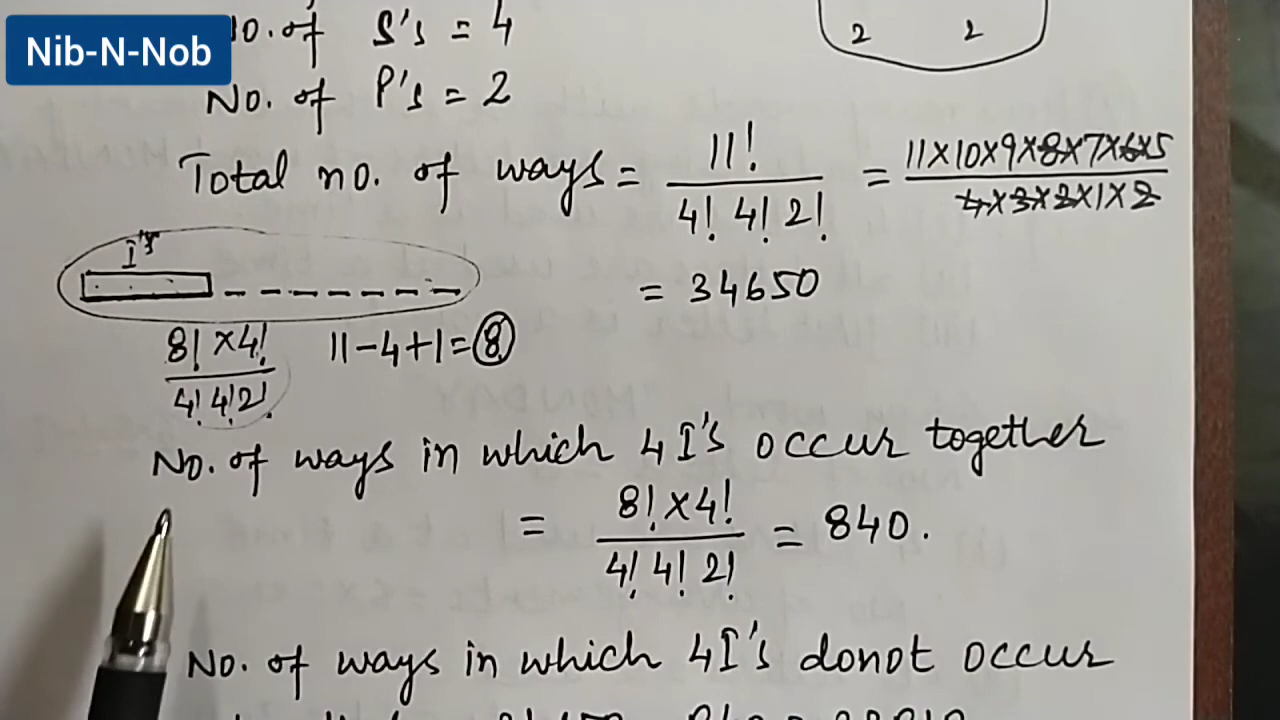 Nib-N-Nob
No. of S's = 4
No. of P's = 2
2 2
Total no. of ways = 11! / 4! 4! 2! = 11×10×9×8×7×6×5 / 4×3×2×1×2
= 34650
I's
8! ×4! / 4! 4! 2! 11-4+1=8
No. of ways in which 4I's occur together
= 8! ×4! / 4! 4! 2! = 840.
No. of ways in which 4I's donot occur